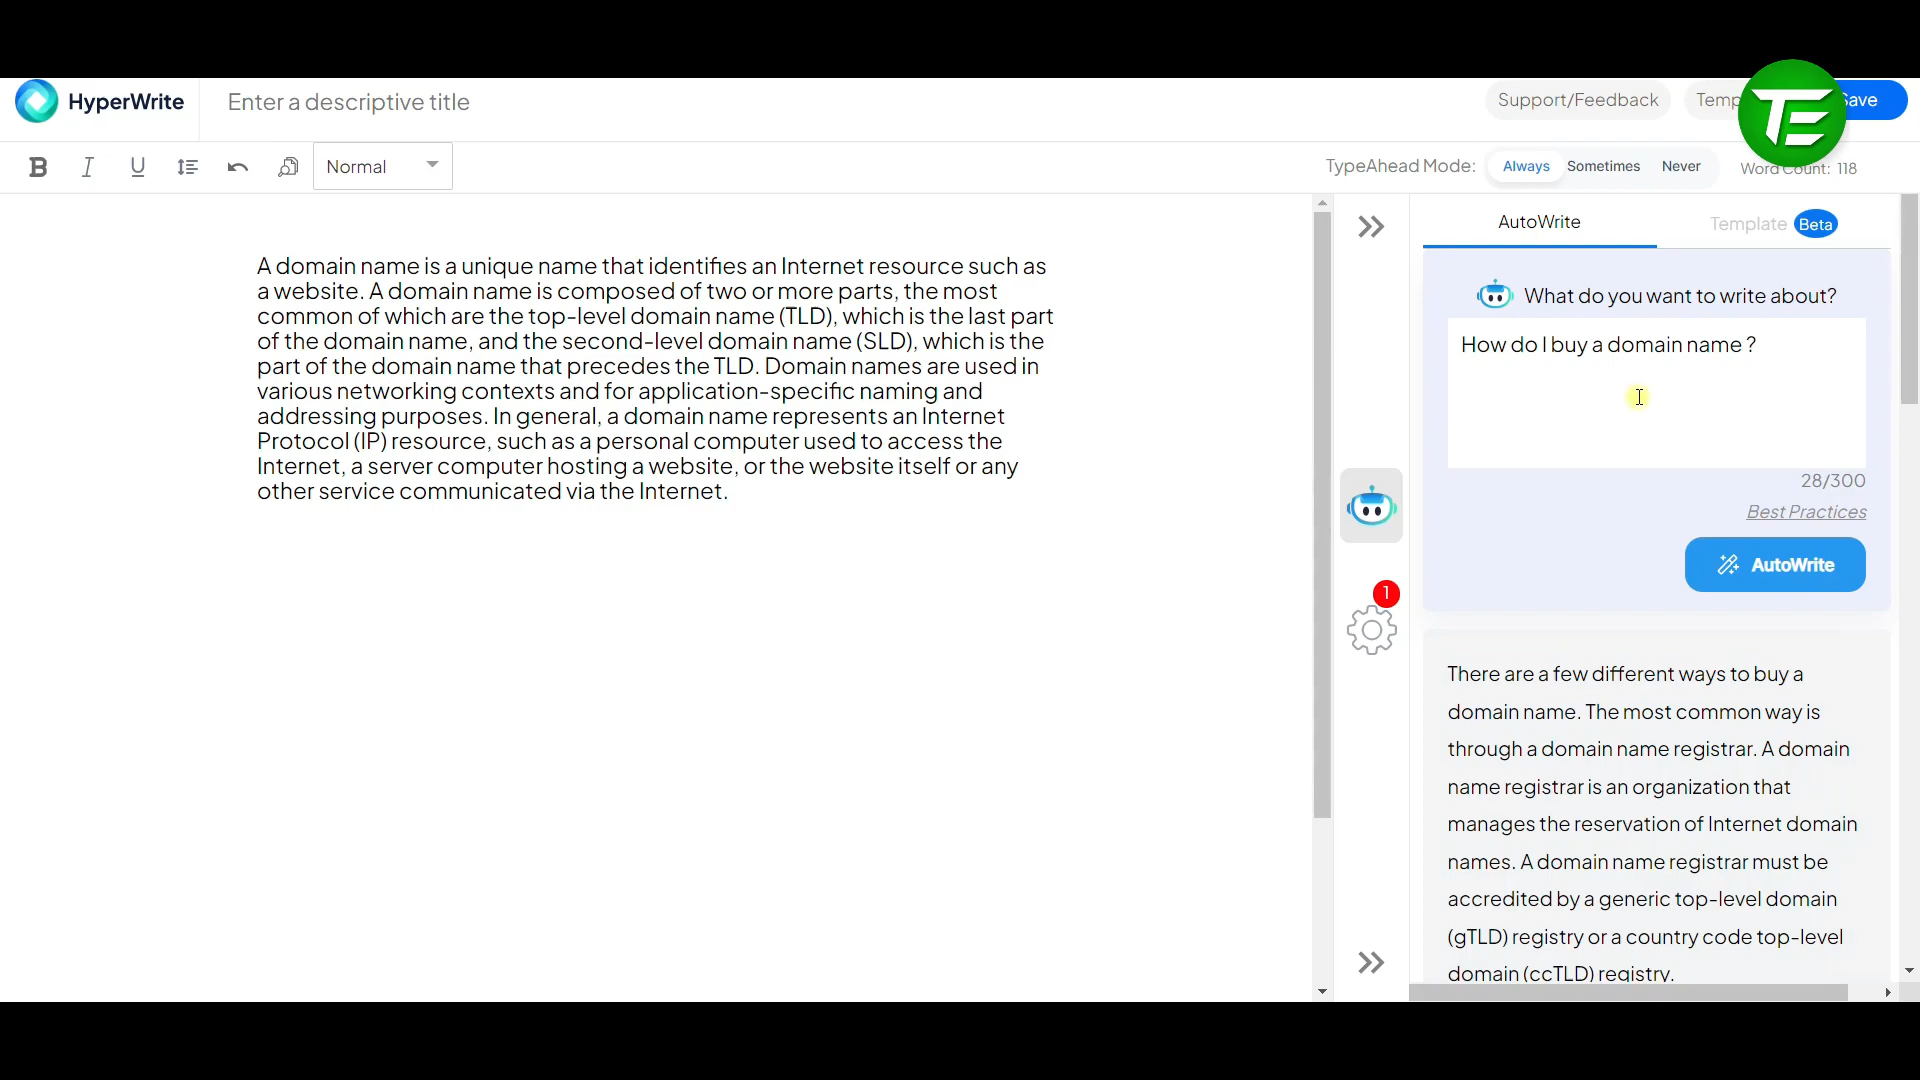 HyperWrite
Enter a descriptive title
Support/Feedback
Temp
Save
TE
Normal
TypeAhead Mode:
Always
Sometimes
Never
Word Count: 118
A domain name is a unique name that identifies an Internet resource such as
a website. A domain name is composed of two or more parts, the most
common of which are the top-level domain name (TLD), which is the last part
of the domain name, and the second-level domain name (SLD), which is the
part of the domain name that precedes the TLD. Domain names are used in
various networking contexts and for application-specific naming and
addressing purposes. In general, a domain name represents an Internet
Protocol (IP) resource, such as a personal computer used to access the
Internet, a server computer hosting a website, or the website itself or any
other service communicated via the Internet.
1
AutoWrite
Template Beta
What do you want to write about?
How do I buy a domain name ?
28/300
Best Practices
AutoWrite
There are a few different ways to buy a
domain name. The most common way is
through a domain name registrar. A domain
name registrar is an organization that
manages the reservation of Internet domain
names. A domain name registrar must be
accredited by a generic top-level domain
(gTLD) registry or a country code top-level
domain (ccTLD) registry.